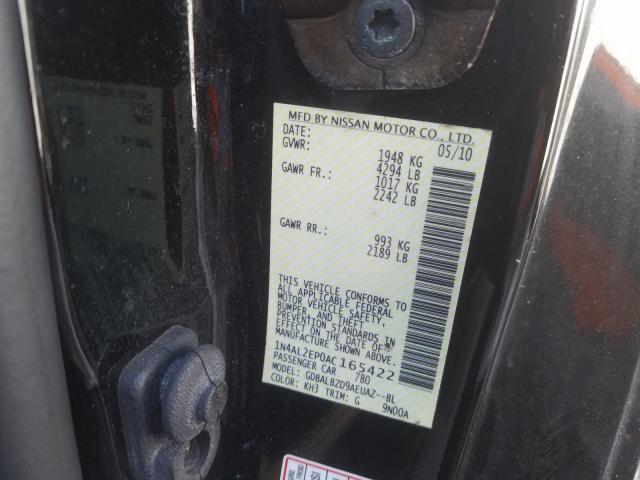 MFD BY NISSAN MOTOR CO., LTD.
DATE: 05/10
GVWR: 1948 KG
4294 LB
GAWR FR.: 1017 KG
2242 LB
GAWR RR.: 993 KG
2189 LB
THIS VEHICLE CONFORMS TO
ALL APPLICABLE FEDERAL
MOTOR VEHICLE SAFETY,
BUMPER, AND THEFT
PREVENTION STANDARDS IN
EFFECT ON THE DATE OF
MANUFACTURE SHOWN ABOVE.
1N4AL2EP0AC165422
PASSENGER CAR 780
MODEL: GDBALBZD9AEUAZ--BL
COLOR: KH3 TRIM: G 9N00A